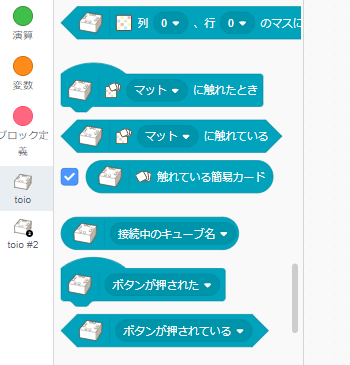 演算
変数
ブロック定
義
toio
toio #2
列 0 、行 0 のマスに
マット に触れたとき
マット に触れている
触れている簡易カード
接続中のキューブ名
ボタンが押された
ボタンが押されている